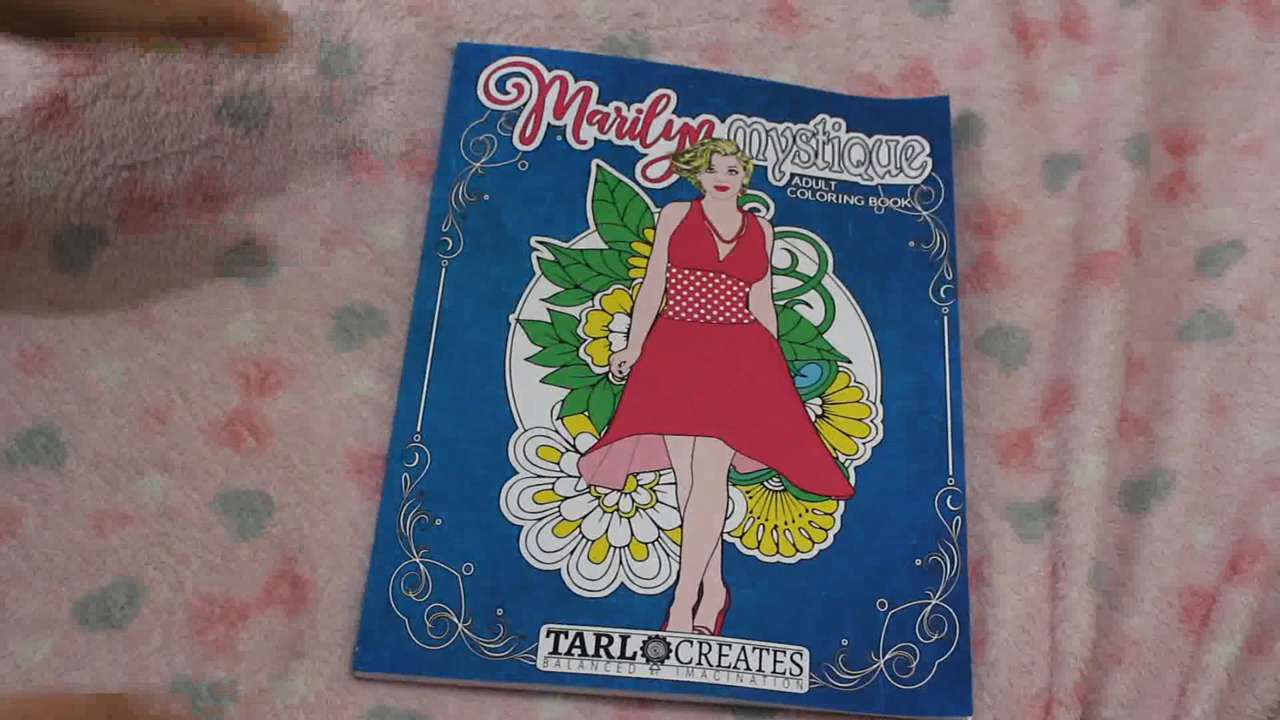 Marilyn mystique
ADULT
COLORING BOOK
TARL CREATES
BALANCED IMAGINATION